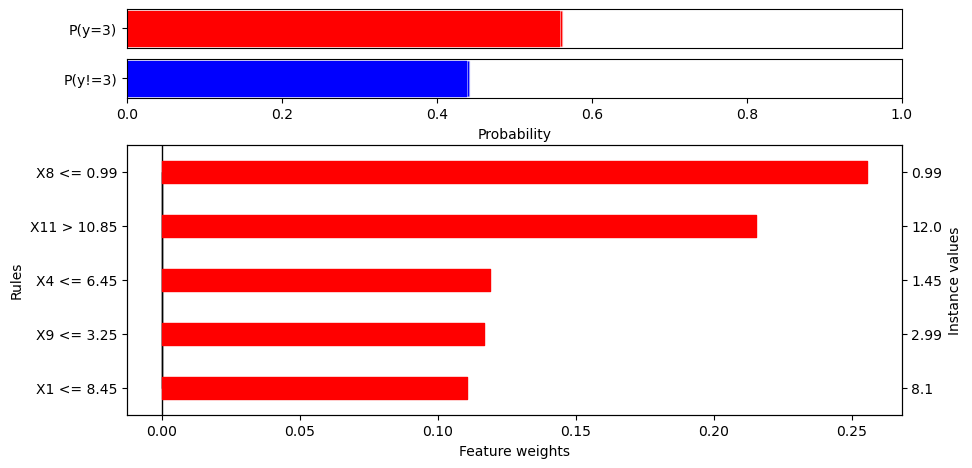 P(y=3)
P(y!=3)
0.0 0.2 0.4 0.6 0.8 1.0
Probability
X8 <= 0.99 0.99
X11 > 10.85 12.0
X4 <= 6.45 1.45
X9 <= 3.25 2.99
X1 <= 8.45 8.1
Rules
Instance values
0.00 0.05 0.10 0.15 0.20 0.25
Feature weights